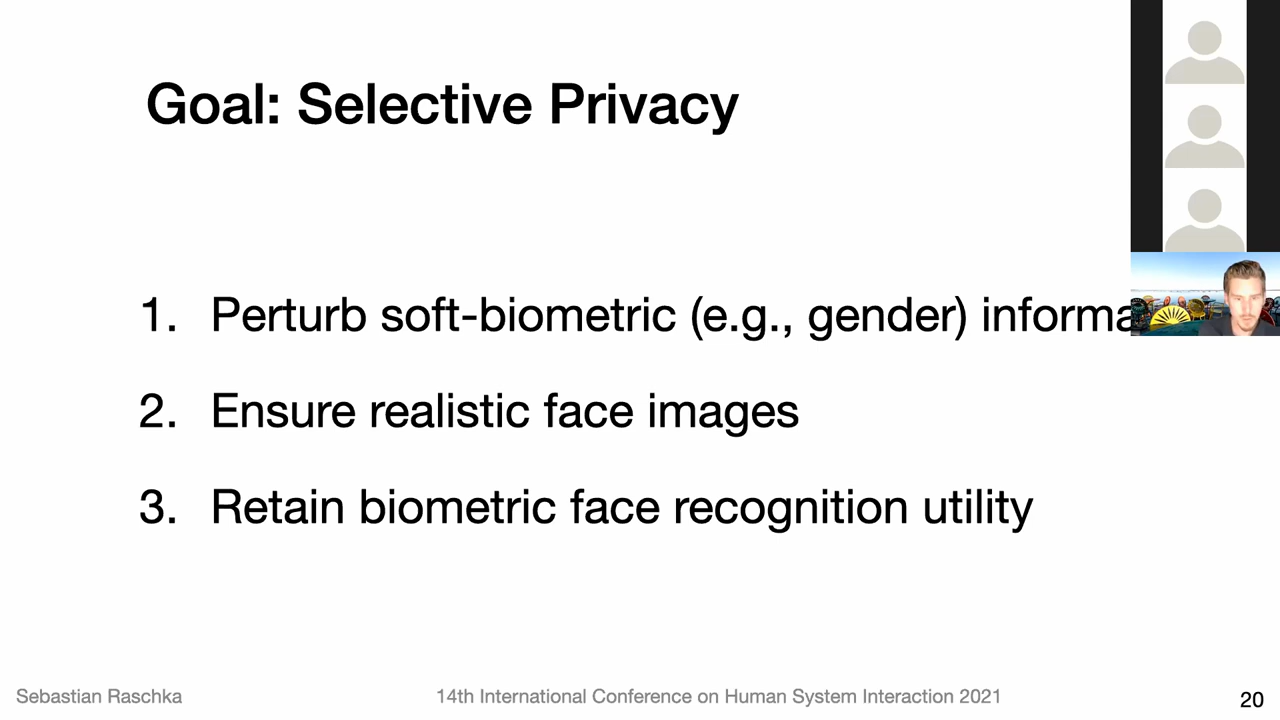 Goal: Selective Privacy
1. Perturb soft-biometric (e.g., gender) informa
2. Ensure realistic face images
3. Retain biometric face recognition utility
Sebastian Raschka
14th International Conference on Human System Interaction 2021
20